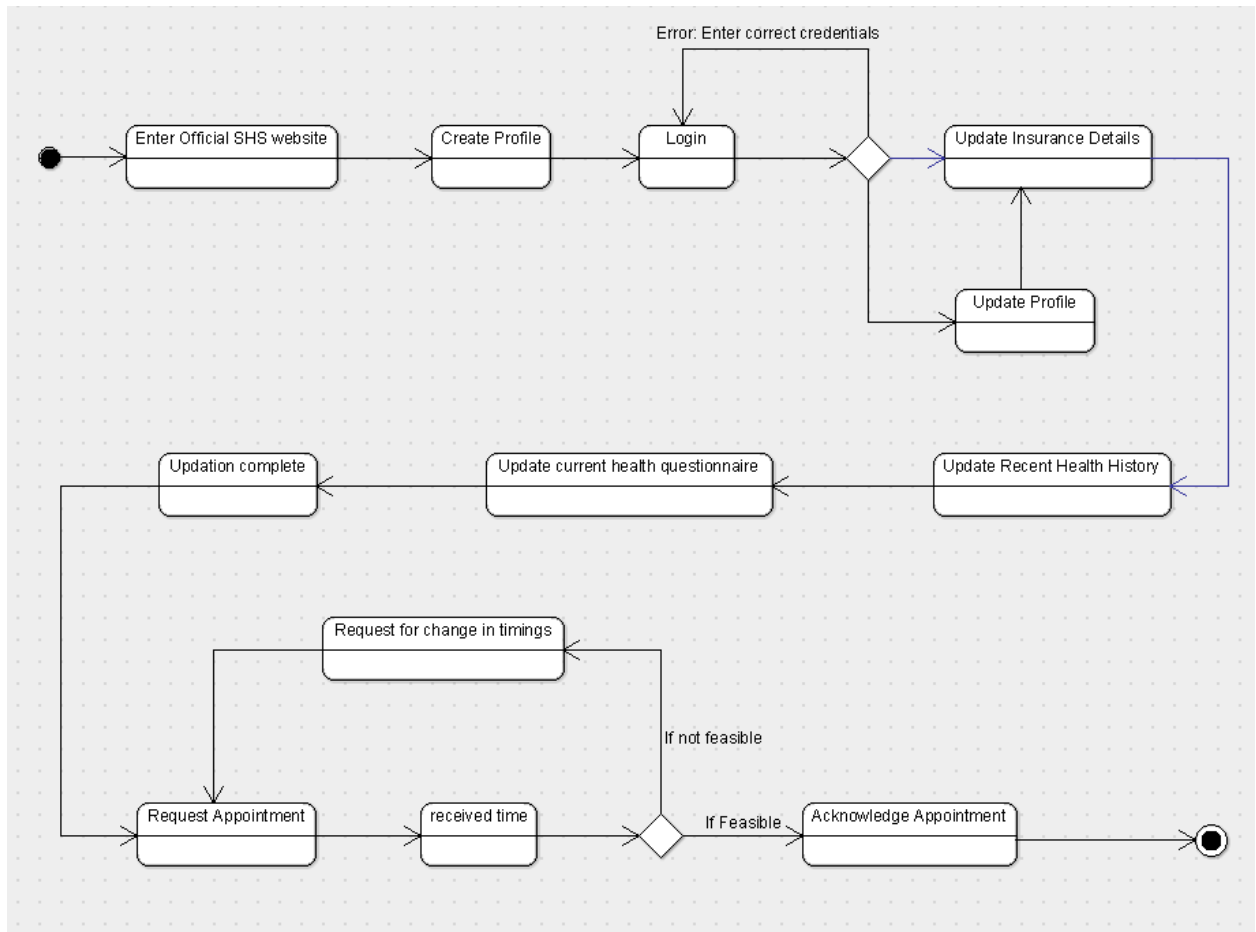 Error: Enter correct credentials
Enter Official SHS website
Create Profile
Login
Update Insurance Details
Update Profile
Updation complete
Update current health questionnaire
Update Recent Health History
Request for change in timings
If not feasible
Request Appointment
received time
If Feasible
Acknowledge Appointment